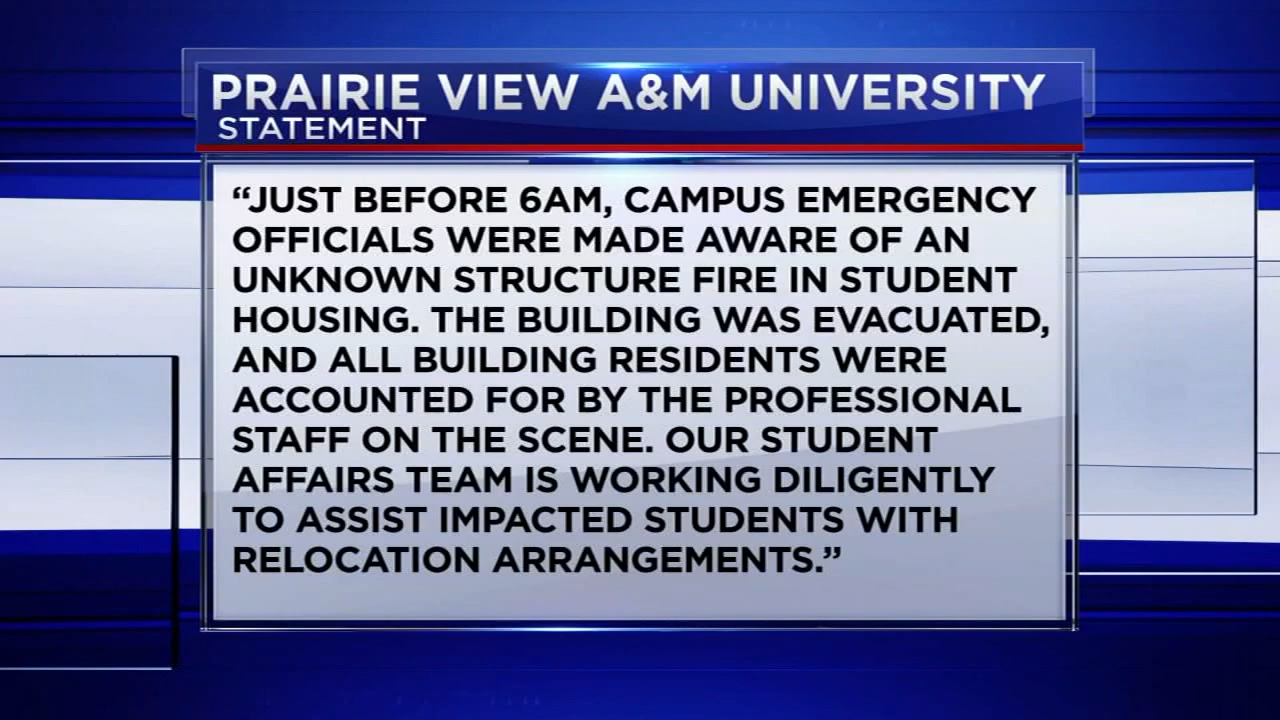 PRAIRIE VIEW A&M UNIVERSITY
STATEMENT
“JUST BEFORE 6AM, CAMPUS EMERGENCY
OFFICIALS WERE MADE AWARE OF AN
UNKNOWN STRUCTURE FIRE IN STUDENT
HOUSING. THE BUILDING WAS EVACUATED,
AND ALL BUILDING RESIDENTS WERE
ACCOUNTED FOR BY THE PROFESSIONAL
STAFF ON THE SCENE. OUR STUDENT
AFFAIRS TEAM IS WORKING DILIGENTLY
TO ASSIST IMPACTED STUDENTS WITH
RELOCATION ARRANGEMENTS.”